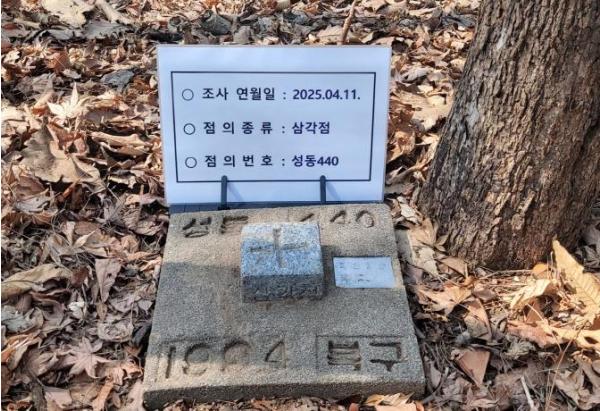 ○ 조사 연월일 : 2025.04.11.
○ 점의종류 : 삼각점
○ 점의번호 : 성동440
성동 440
1994 북구